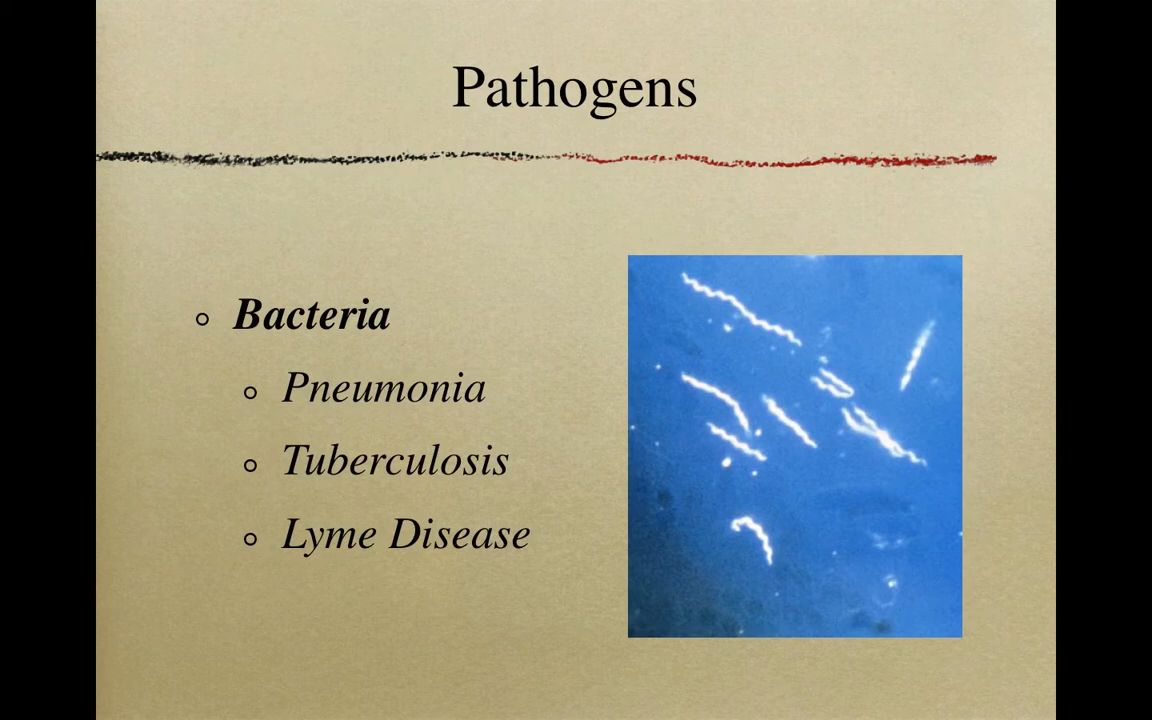 Pathogens
Bacteria
Pneumonia
Tuberculosis
Lyme Disease